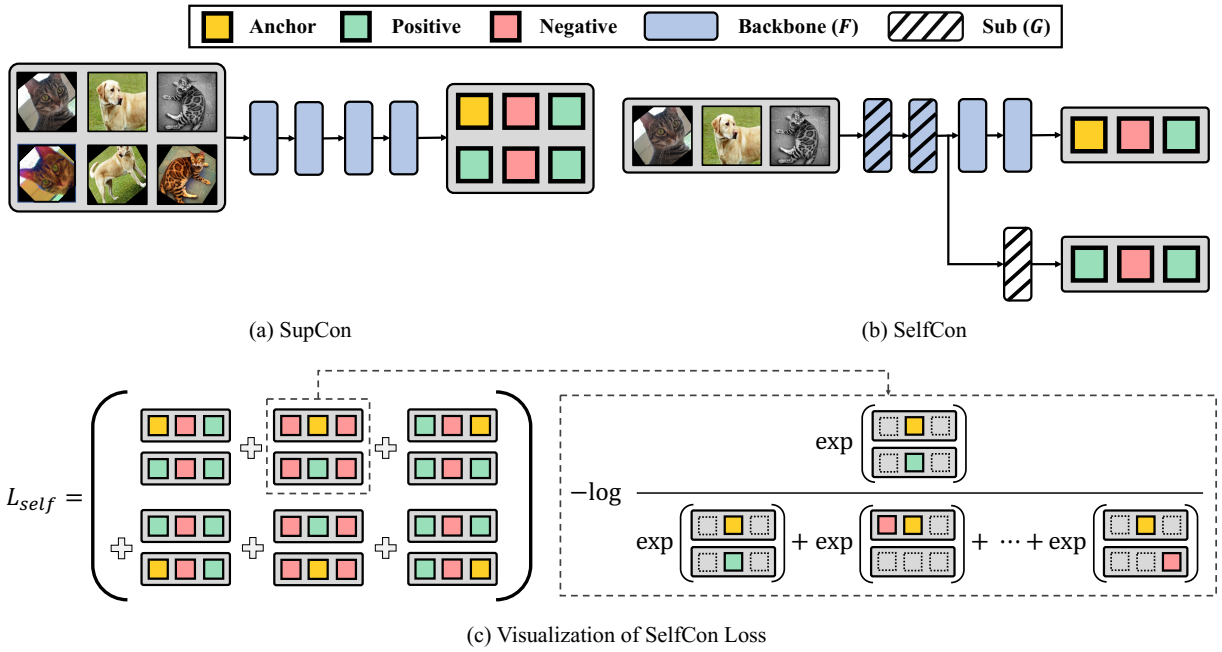 Anchor Positive Negative Backbone (F) Sub (G)
(a) SupCon
(b) SelfCon
L_self =
exp
−log
exp + exp + ⋯ + exp
(c) Visualization of SelfCon Loss